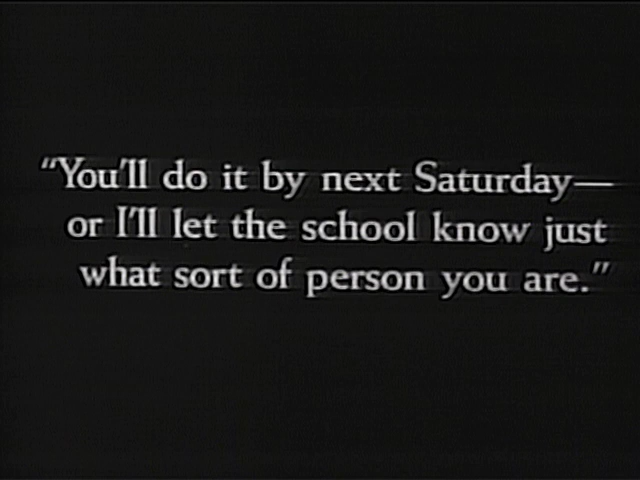 "You'll do it by next Saturday—
or I'll let the school know just
what sort of person you are."